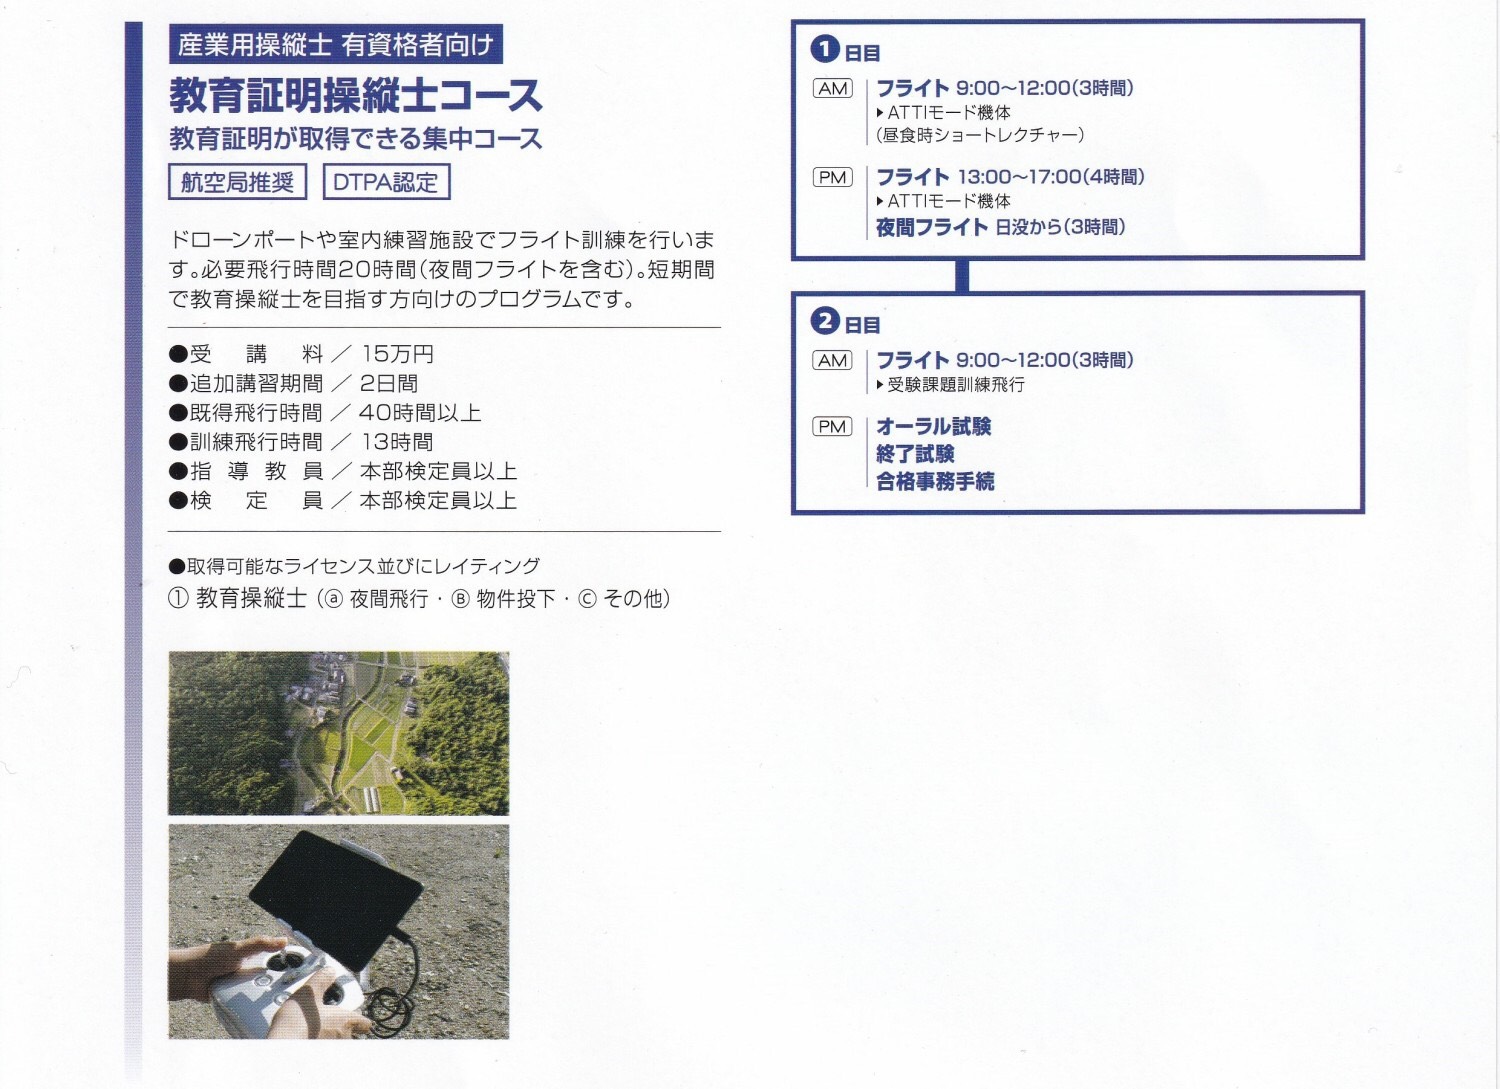 産業用操縦士 有資格者向け
教育証明操縦士コース
教育証明が取得できる集中コース
航空局推奨 DTPA認定
ドローンポートや室内練習施設でフライト訓練を行いま
す。必要飛行時間20時間(夜間フライトを含む)。短期間
で教育操縦士を目指す方向けのプログラムです。
●受講料／15万円
●追加講習期間／2日間
●既得飛行時間／40時間以上
●訓練飛行時間／13時間
●指導教員／本部検定員以上
●検定員／本部検定員以上
●取得可能なライセンス並びにレイティング
① 教育操縦士（ⓐ 夜間飛行・Ⓑ 物件投下・Ⓒ その他）
❶日目
AM フライト 9:00〜12:00(3時間)
▶ATTIモード機体
(昼食時ショートレクチャー)
PM フライト 13:00〜17:00(4時間)
▶ATTIモード機体
夜間フライト 日没から(3時間)
❷日目
AM フライト 9:00〜12:00(3時間)
▶受験課題訓練飛行
PM オーラル試験
終了試験
合格事務手続